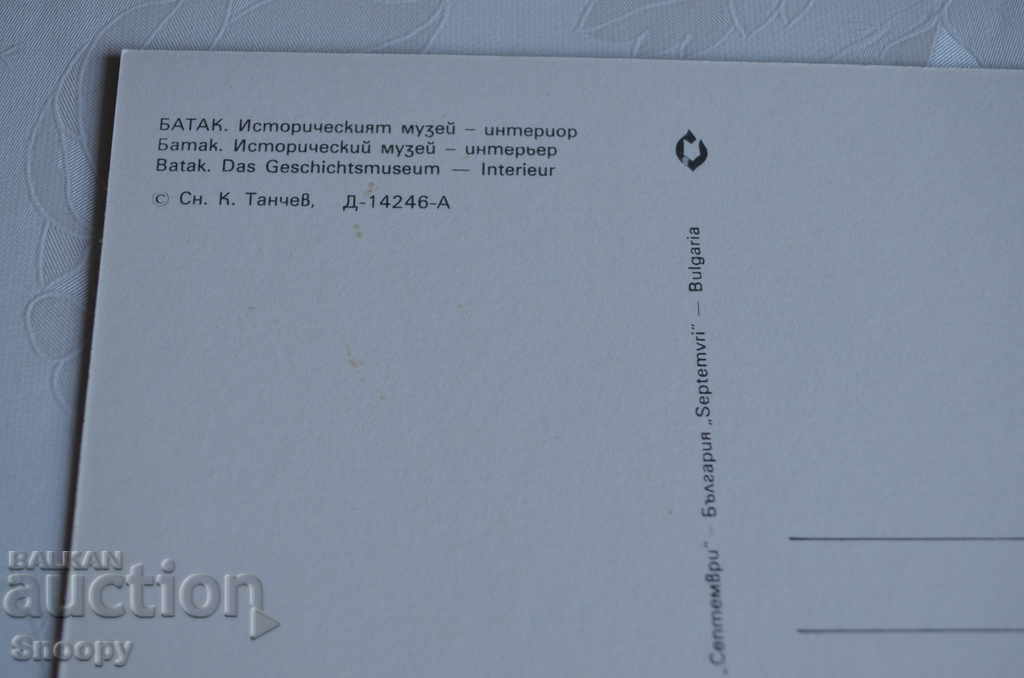 БАТАК. Историческият музей – интериор
Батак. Исторический музей – интерьер
Batak. Das Geschichtsmuseum — Interieur
© Сн. К. Танчев, Д-14246-А
„Септември“ – България „Septemvri“ – Bulgaria
BALKAN
auction
Snoopy